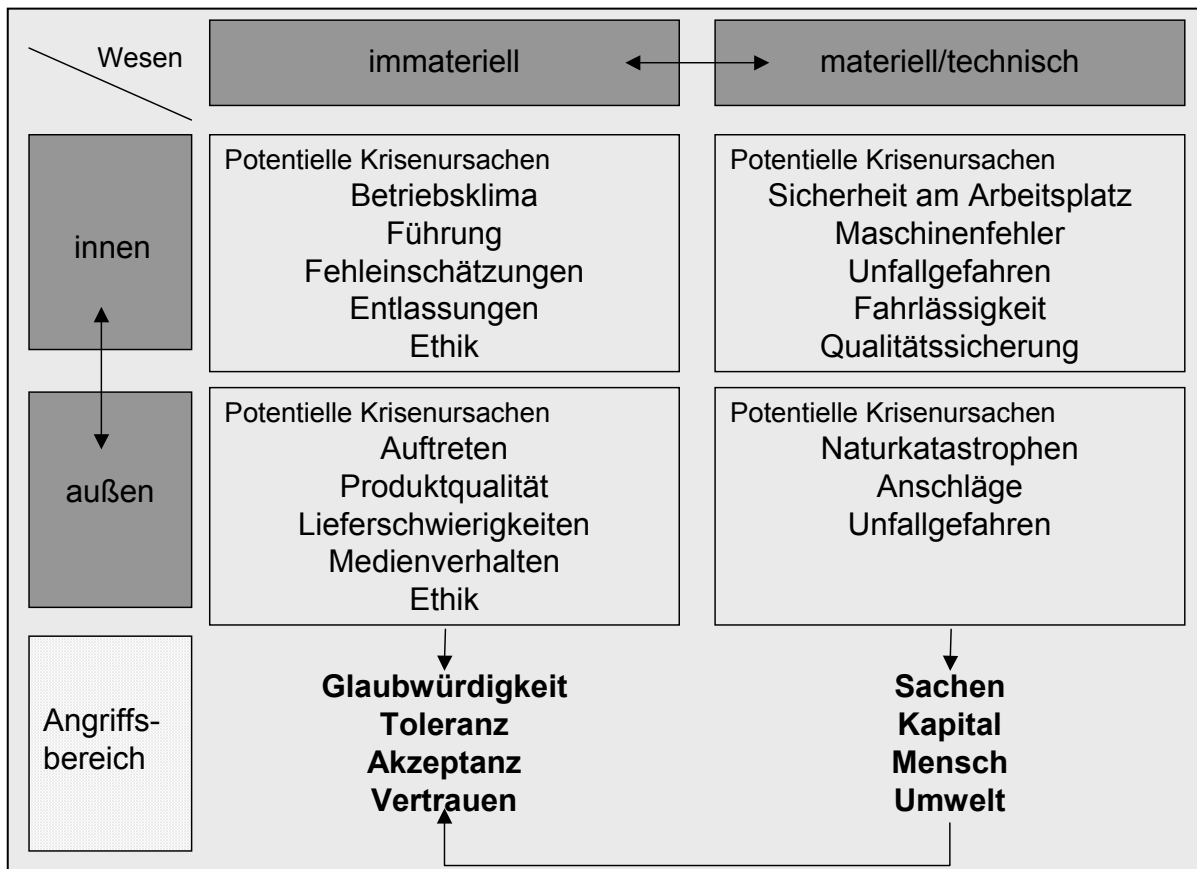 Wesen
immateriell
materiell/technisch
innen
Potentielle Krisenursachen
Betriebsklima
Führung
Fehleinschätzungen
Entlassungen
Ethik
Potentielle Krisenursachen
Sicherheit am Arbeitsplatz
Maschinenfehler
Unfallgefahren
Fahrlässigkeit
Qualitätssicherung
außen
Potentielle Krisenursachen
Auftreten
Produktqualität
Lieferschwierigkeiten
Medienverhalten
Ethik
Potentielle Krisenursachen
Naturkatastrophen
Anschläge
Unfallgefahren
Angriffs-
bereich
Glaubwürdigkeit
Toleranz
Akzeptanz
Vertrauen
Sachen
Kapital
Mensch
Umwelt